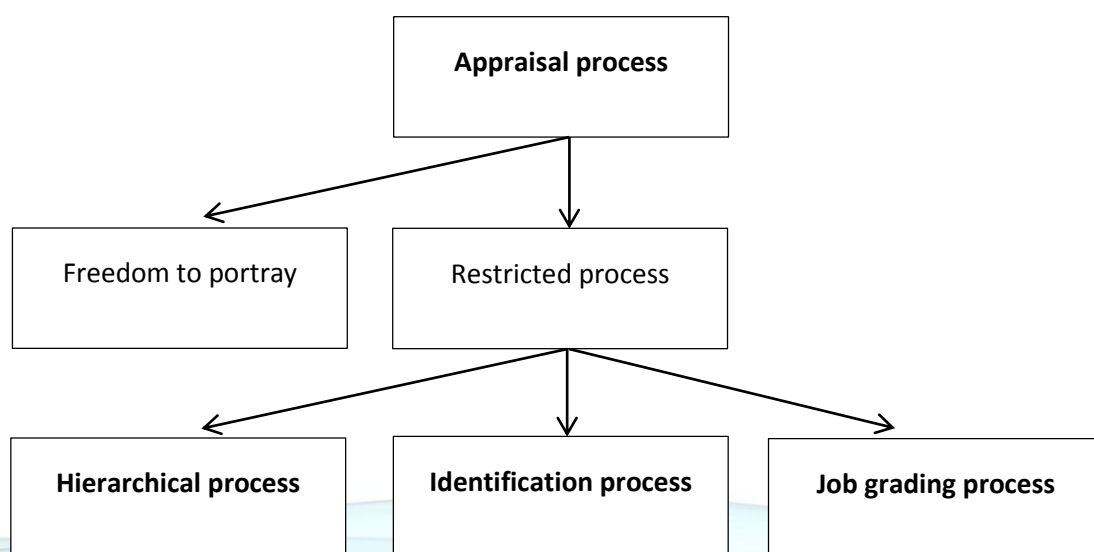 Appraisal process
Freedom to portray
Restricted process
Hierarchical process
Identification process
Job grading process